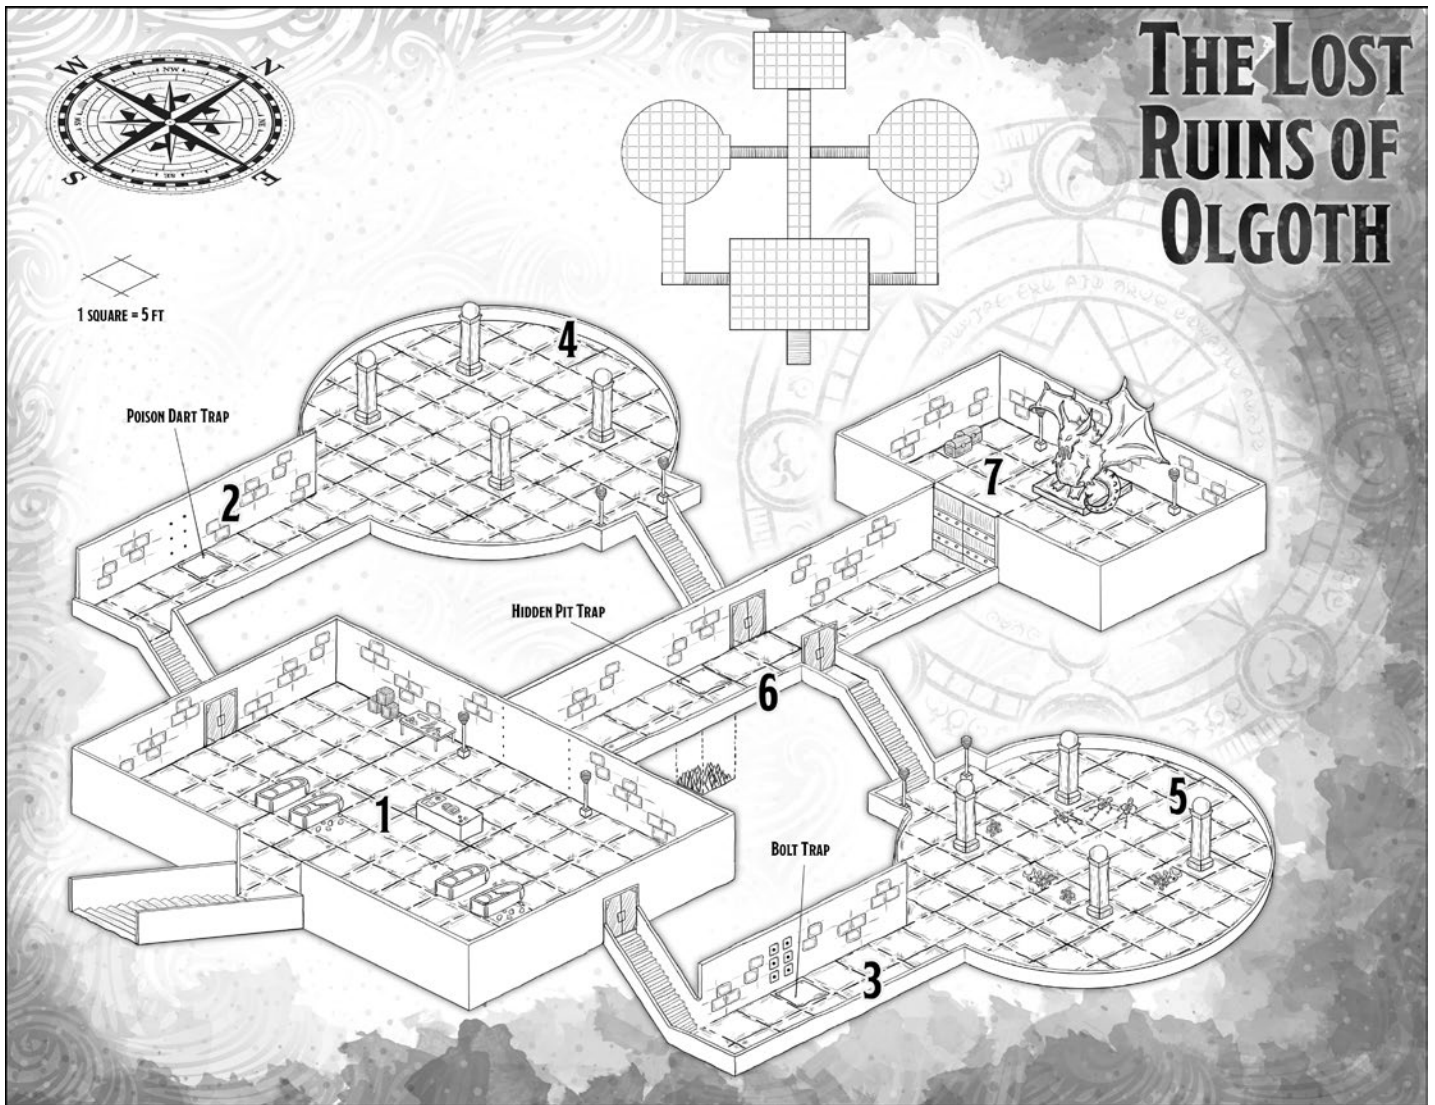 The Lost
Ruins of
Olgoth
W
N
NW
S
E
1 square = 5 ft
4
Poison Dart Trap
2
7
Hidden Pit Trap
6
1
5
Bolt Trap
3